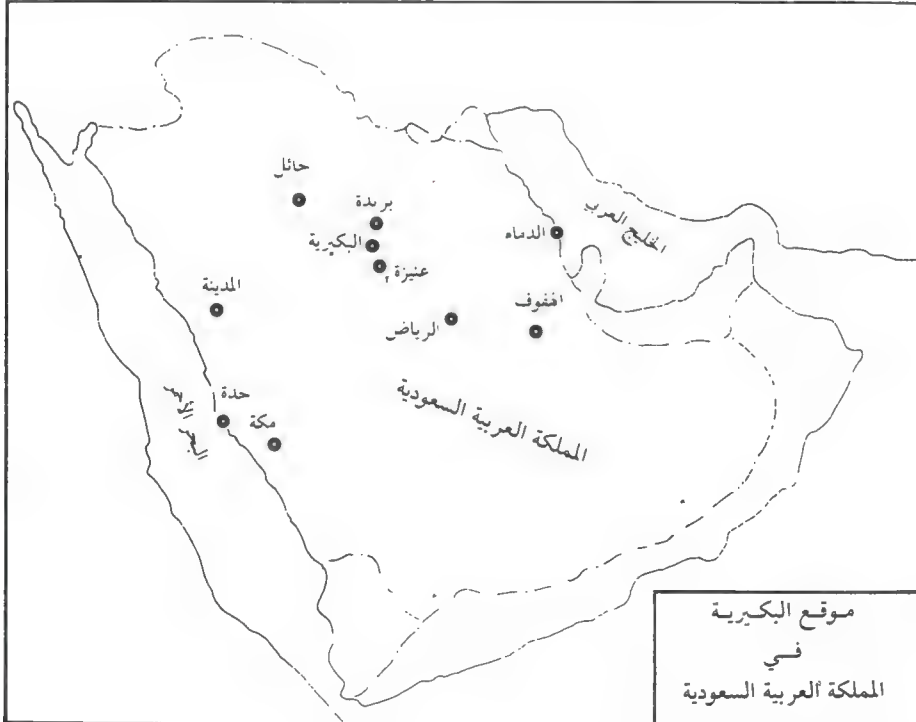 حائل
بريدة
البكيرية
عنيزة
الدمام
الخليج العربي
المدينة
الهفوف
الرياض
المملكة العربية السعودية
حدة
مكة
البحر الأحمر
موقع البكيرية
في
المملكة العربية السعودية